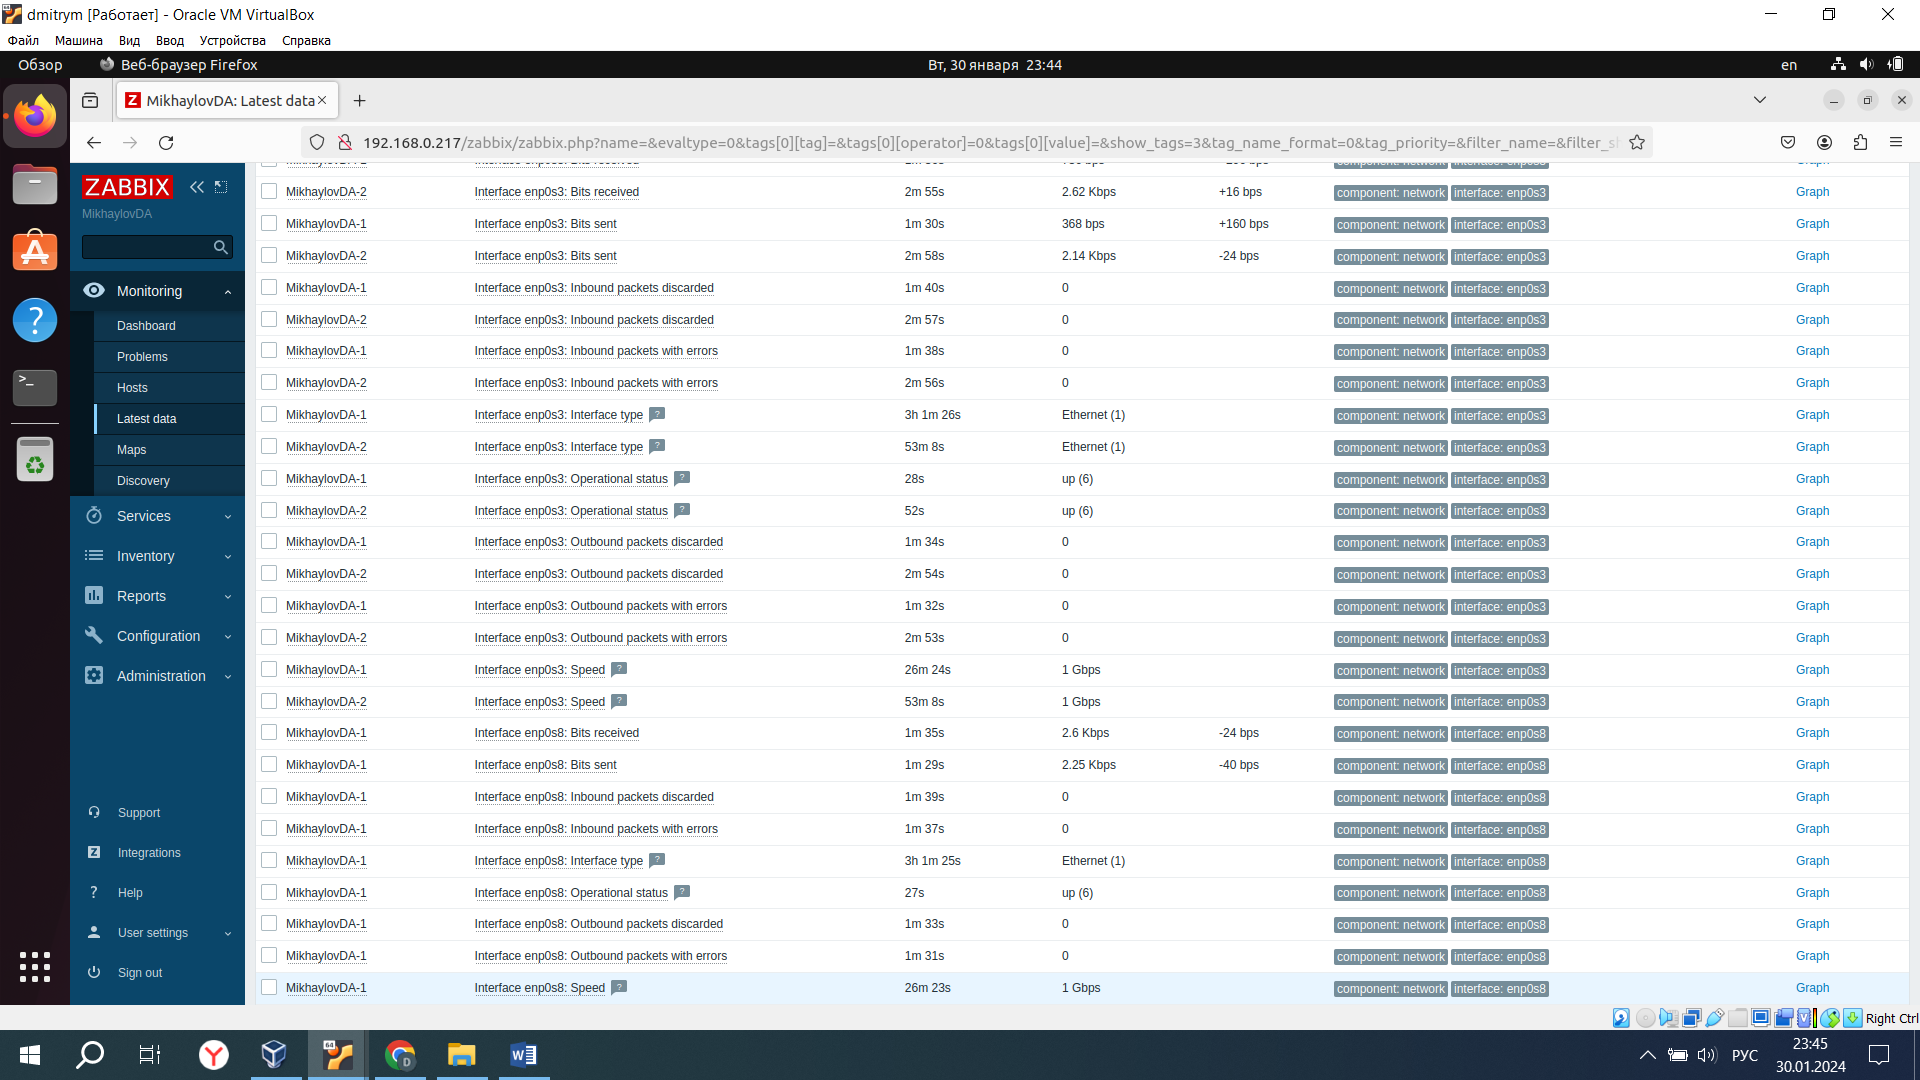 dmitrym [Работает] - Oracle VM VirtualBox
Файл Машина Вид Ввод Устройства Справка
Обзор Веб-браузер Firefox Вт, 30 января 23:44 en
MikhaylovDA: Latest data
192.168.0.217/zabbix/zabbix.php?name=&evaltype=0&tags[0][tag]=&tags[0][operator]=0&tags[0][value]=&show_tags=3&tag_name_format=0&tag_priority=&filter_name=&filter_sh
ZABBIX
MikhaylovDA
Monitoring
Dashboard
Problems
Hosts
Latest data
Maps
Discovery
Services
Inventory
Reports
Configuration
Administration
Support
Integrations
Help
User settings
Sign out
MikhaylovDA-2 Interface enp0s3: Bits received 2m 55s 2.62 Kbps +16 bps component: network interface: enp0s3 Graph
MikhaylovDA-1 Interface enp0s3: Bits sent 1m 30s 368 bps +160 bps component: network interface: enp0s3 Graph
MikhaylovDA-2 Interface enp0s3: Bits sent 2m 58s 2.14 Kbps -24 bps component: network interface: enp0s3 Graph
MikhaylovDA-1 Interface enp0s3: Inbound packets discarded 1m 40s 0 component: network interface: enp0s3 Graph
MikhaylovDA-2 Interface enp0s3: Inbound packets discarded 2m 57s 0 component: network interface: enp0s3 Graph
MikhaylovDA-1 Interface enp0s3: Inbound packets with errors 1m 38s 0 component: network interface: enp0s3 Graph
MikhaylovDA-2 Interface enp0s3: Inbound packets with errors 2m 56s 0 component: network interface: enp0s3 Graph
MikhaylovDA-1 Interface enp0s3: Interface type ? 3h 1m 26s Ethernet (1) component: network interface: enp0s3 Graph
MikhaylovDA-2 Interface enp0s3: Interface type ? 53m 8s Ethernet (1) component: network interface: enp0s3 Graph
MikhaylovDA-1 Interface enp0s3: Operational status ? 28s up (6) component: network interface: enp0s3 Graph
MikhaylovDA-2 Interface enp0s3: Operational status ? 52s up (6) component: network interface: enp0s3 Graph
MikhaylovDA-1 Interface enp0s3: Outbound packets discarded 1m 34s 0 component: network interface: enp0s3 Graph
MikhaylovDA-2 Interface enp0s3: Outbound packets discarded 2m 54s 0 component: network interface: enp0s3 Graph
MikhaylovDA-1 Interface enp0s3: Outbound packets with errors 1m 32s 0 component: network interface: enp0s3 Graph
MikhaylovDA-2 Interface enp0s3: Outbound packets with errors 2m 53s 0 component: network interface: enp0s3 Graph
MikhaylovDA-1 Interface enp0s3: Speed ? 26m 24s 1 Gbps component: network interface: enp0s3 Graph
MikhaylovDA-2 Interface enp0s3: Speed ? 53m 8s 1 Gbps component: network interface: enp0s3 Graph
MikhaylovDA-1 Interface enp0s8: Bits received 1m 35s 2.6 Kbps -24 bps component: network interface: enp0s8 Graph
MikhaylovDA-1 Interface enp0s8: Bits sent 1m 29s 2.25 Kbps -40 bps component: network interface: enp0s8 Graph
MikhaylovDA-1 Interface enp0s8: Inbound packets discarded 1m 39s 0 component: network interface: enp0s8 Graph
MikhaylovDA-1 Interface enp0s8: Inbound packets with errors 1m 37s 0 component: network interface: enp0s8 Graph
MikhaylovDA-1 Interface enp0s8: Interface type ? 3h 1m 25s Ethernet (1) component: network interface: enp0s8 Graph
MikhaylovDA-1 Interface enp0s8: Operational status ? 27s up (6) component: network interface: enp0s8 Graph
MikhaylovDA-1 Interface enp0s8: Outbound packets discarded 1m 33s 0 component: network interface: enp0s8 Graph
MikhaylovDA-1 Interface enp0s8: Outbound packets with errors 1m 31s 0 component: network interface: enp0s8 Graph
MikhaylovDA-1 Interface enp0s8: Speed ? 26m 23s 1 Gbps component: network interface: enp0s8 Graph
Right Ctrl
РУС
23:45
30.01.2024